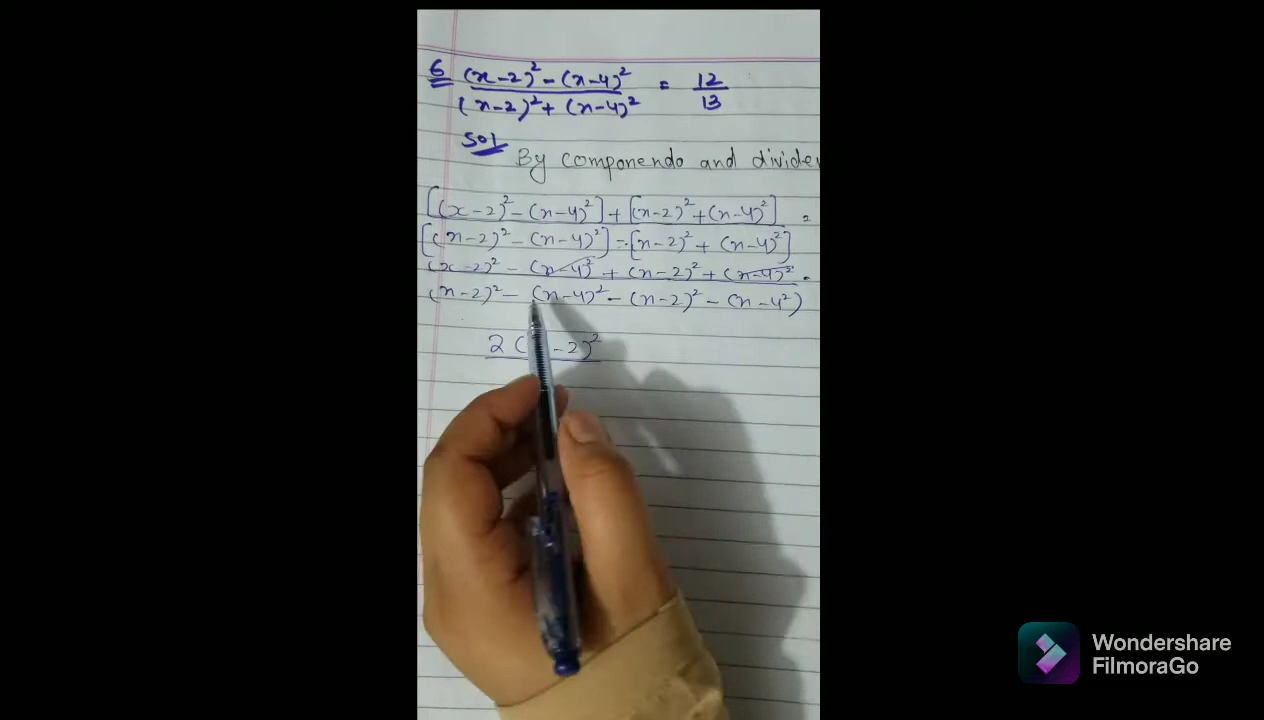 6 (x-2)² - (x-4)² = 12
(x-2)² + (x-4)² 13
Sol
By componendo and divide
[(x-2)² - (x-4)²] + [(x-2)² + (x-4)²] =
[(x-2)² - (x-4)²] - [x-2)² + (x-4)²]
(x-2)² - (x-4)² + (x-2)² + (x-4)² =
(x-2)² - (x-4)² - (x-2)² - (x-4²)
2 ( -2)²
Wondershare
FilmoraGo